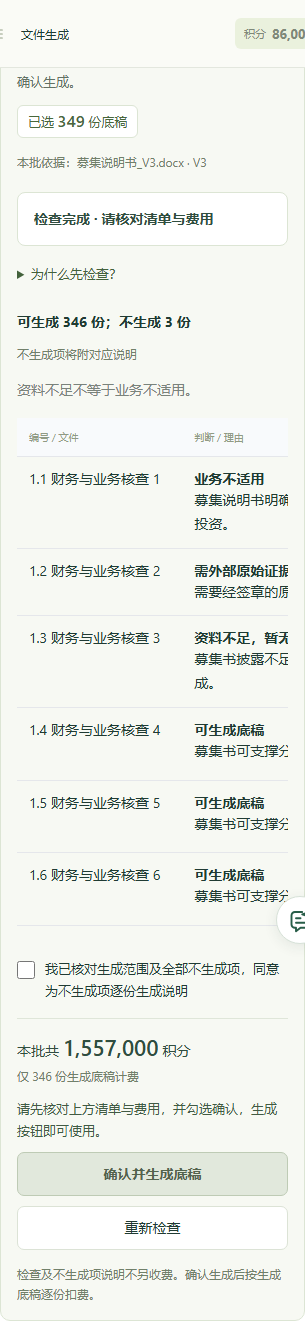 文件生成
积分 86,00
确认生成。
已选 349 份底稿
本批依据：募集说明书_V3.docx · V3
检查完成 · 请核对清单与费用
为什么先检查？
可生成 346 份；不生成 3 份
不生成项将附对应说明
资料不足不等于业务不适用。
编号 / 文件 判断 / 理由
1.1 财务与业务核查 1 业务不适用
募集说明书明确
投资。
1.2 财务与业务核查 2 需外部原始证据
需要经签章的原
1.3 财务与业务核查 3 资料不足，暂无
募集书披露不足
成。
1.4 财务与业务核查 4 可生成底稿
募集书可支撑分
1.5 财务与业务核查 5 可生成底稿
募集书可支撑分
1.6 财务与业务核查 6 可生成底稿
募集书可支撑分
我已核对生成范围及全部不生成项，同意
为不生成项逐份生成说明
本批共 1,557,000 积分
仅 346 份生成底稿计费
请先核对上方清单与费用，并勾选确认，生成
按钮即可使用。
确认并生成底稿
重新检查
检查及不生成项说明不另收费。确认生成后按生成
底稿逐份扣费。